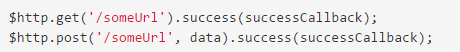 $http.get('/someUrl').success(successCallback);
$http.post('/someUrl', data).success(successCallback);